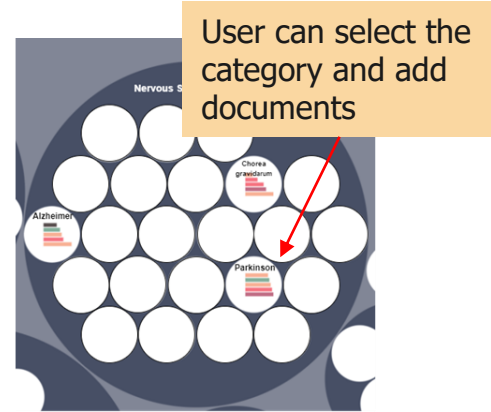 User can select the
category and add
documents
Nervous S
Chorea
gravidarum
Alzheimer
Parkinson